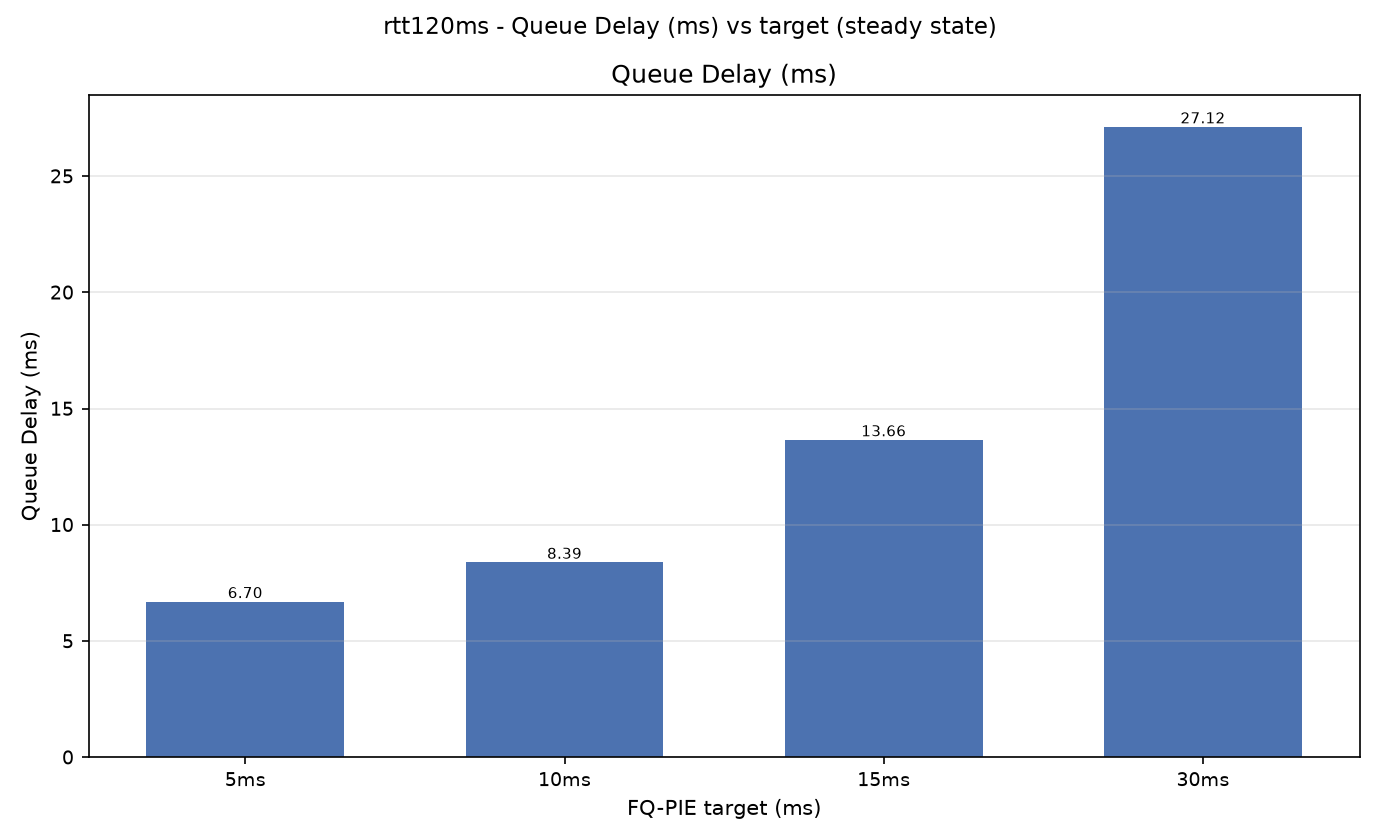 rtt120ms - Queue Delay (ms) vs target (steady state)
Queue Delay (ms)
Queue Delay (ms)
25
20
15
10
5
0
6.70
8.39
13.66
27.12
5ms
10ms
15ms
30ms
FQ-PIE target (ms)